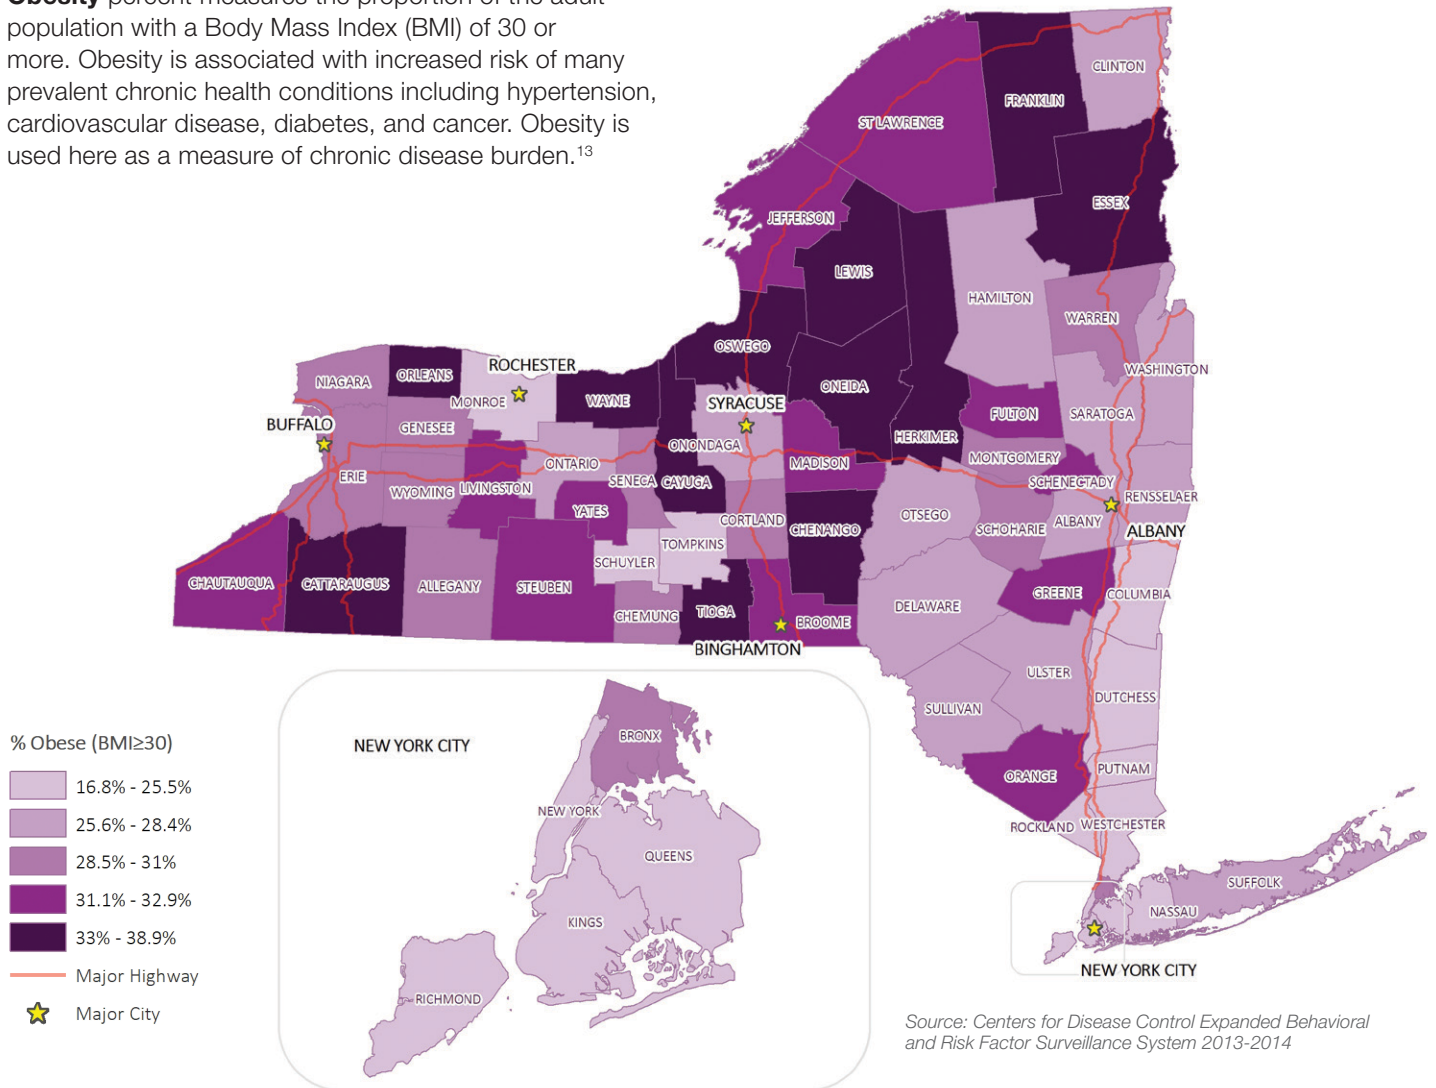 Obesity percent measures the proportion of the adult
population with a Body Mass Index (BMI) of 30 or
more. Obesity is associated with increased risk of many
prevalent chronic health conditions including hypertension,
cardiovascular disease, diabetes, and cancer. Obesity is
used here as a measure of chronic disease burden.13
CLINTON
FRANKLIN
ST LAWRENCE
ESSEX
JEFFERSON
LEWIS
HAMILTON
WARREN
OSWEGO
WASHINGTON
ROCHESTER
ORLEANS
NIAGARA
ONEIDA
MONROE
WAYNE
SYRACUSE
FULTON
SARATOGA
BUFFALO
GENESEE
HERKIMER
ONONDAGA
MONTGOMERY
ONTARIO
MADISON
ERIE
SENECA
CAYUGA
SCHENECTADY
WYOMING
LIVINGSTON
RENSSELAER
YATES
OTSEGO
CORTLAND
ALBANY
CHENANGO
SCHOHARIE
ALBANY
TOMPKINS
SCHUYLER
CHAUTAUQUA
CATTARAUGUS
ALLEGANY
STEUBEN
GREENE
COLUMBIA
DELAWARE
TIOGA
CHEMUNG
BROOME
BINGHAMTON
ULSTER
DUTCHESS
SULLIVAN
PUTNAM
ORANGE
ROCKLAND
WESTCHESTER
SUFFOLK
NASSAU
NEW YORK CITY
NEW YORK CITY
BRONX
NEW YORK
QUEENS
KINGS
RICHMOND
% Obese (BMI≥30)
16.8% - 25.5%
25.6% - 28.4%
28.5% - 31%
31.1% - 32.9%
33% - 38.9%
Major Highway
Major City
Source: Centers for Disease Control Expanded Behavioral
and Risk Factor Surveillance System 2013-2014